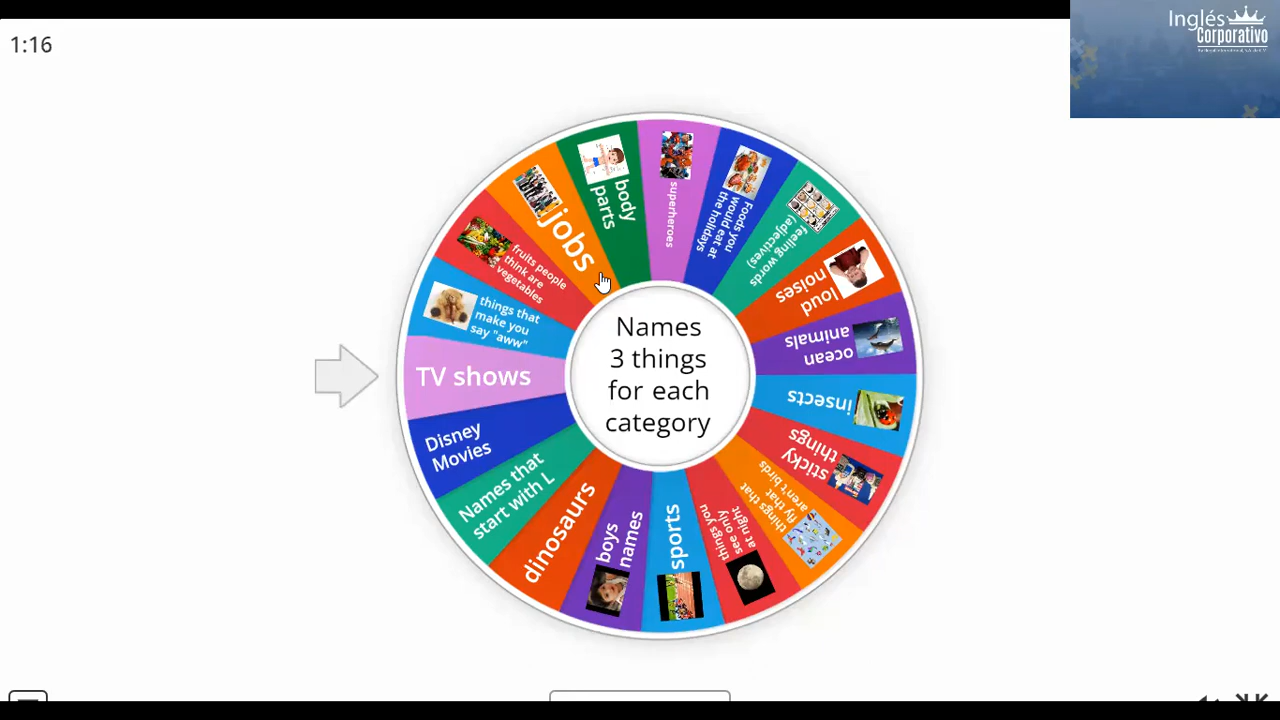 1:16
Inglés
Corporativo
Names
3 things
for each
category
TV shows
things that
make you
say "aww"
fruits people
think are
vegetables
jobs
body
parts
superheroes
Foods you
would eat at
the holidays
feeling words
(adjectives)
loud
noises
ocean
animals
insects
sticky
things
things that
fly that
aren't birds
things you
see only
at night
sports
boys
names
dinosaurs
Names that
start with L
Disney
Movies